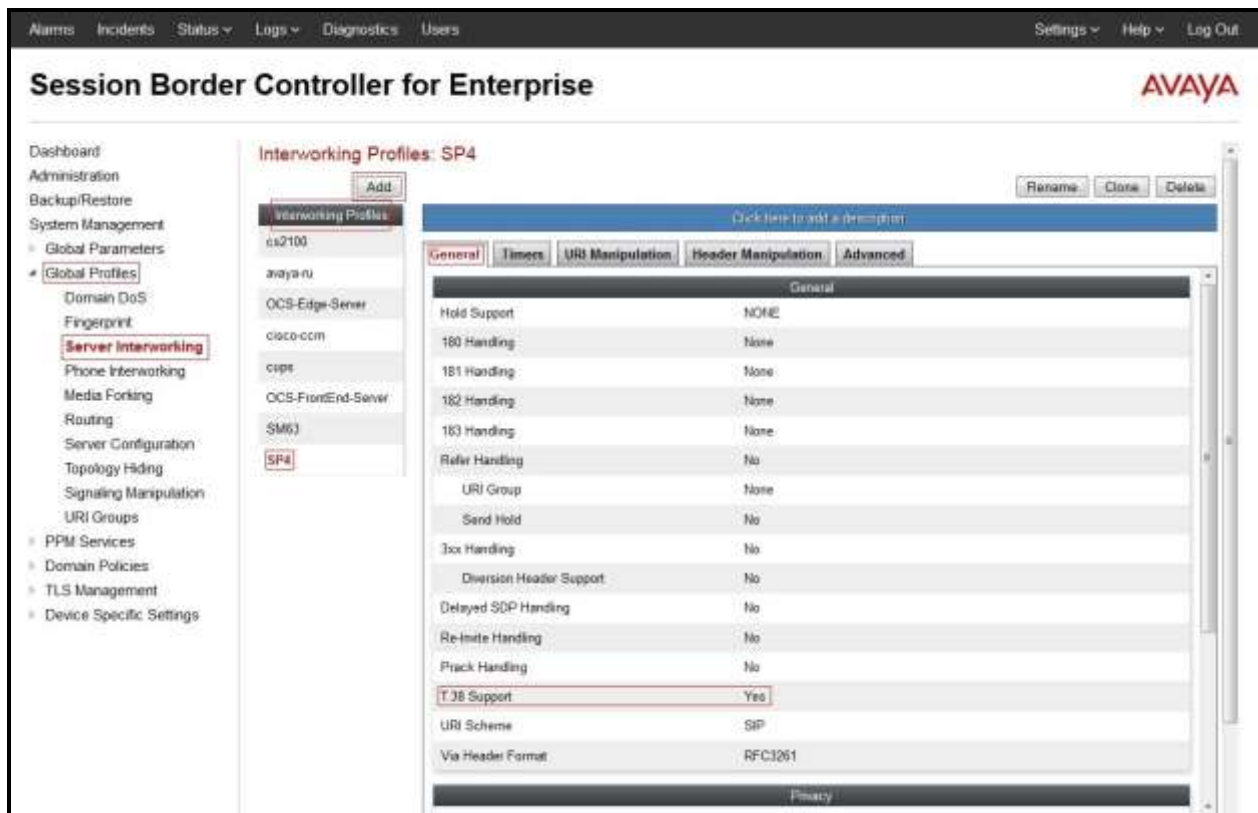 Alarms Incidents Status Logs Diagnostics Users Settings Help Log Out
Session Border Controller for Enterprise
AVAYA
Dashboard
Administration
Backup/Restore
System Management
Global Parameters
Global Profiles
Domain DoS
Fingerprint
Server Interworking
Phone Interworking
Media Forking
Routing
Server Configuration
Topology Hiding
Signaling Manipulation
URI Groups
PPM Services
Domain Policies
TLS Management
Device Specific Settings
Interworking Profiles: SP4
Add
Rename Clone Delete
Interworking Profiles
cs2100
avaya-ru
OCS-Edge-Server
cisco-ccm
cups
OCS-FrontEnd-Server
SM63
SP4
Click here to add a description.
General Timers URI Manipulation Header Manipulation Advanced
General
Hold Support NONE
180 Handling None
181 Handling None
182 Handling None
183 Handling None
Refer Handling No
URI Group None
Send Hold No
3xx Handling No
Diversion Header Support No
Delayed SDP Handling No
Re-Invite Handling No
Prack Handling No
T.38 Support Yes
URI Scheme SIP
Via Header Format RFC3261
Privacy